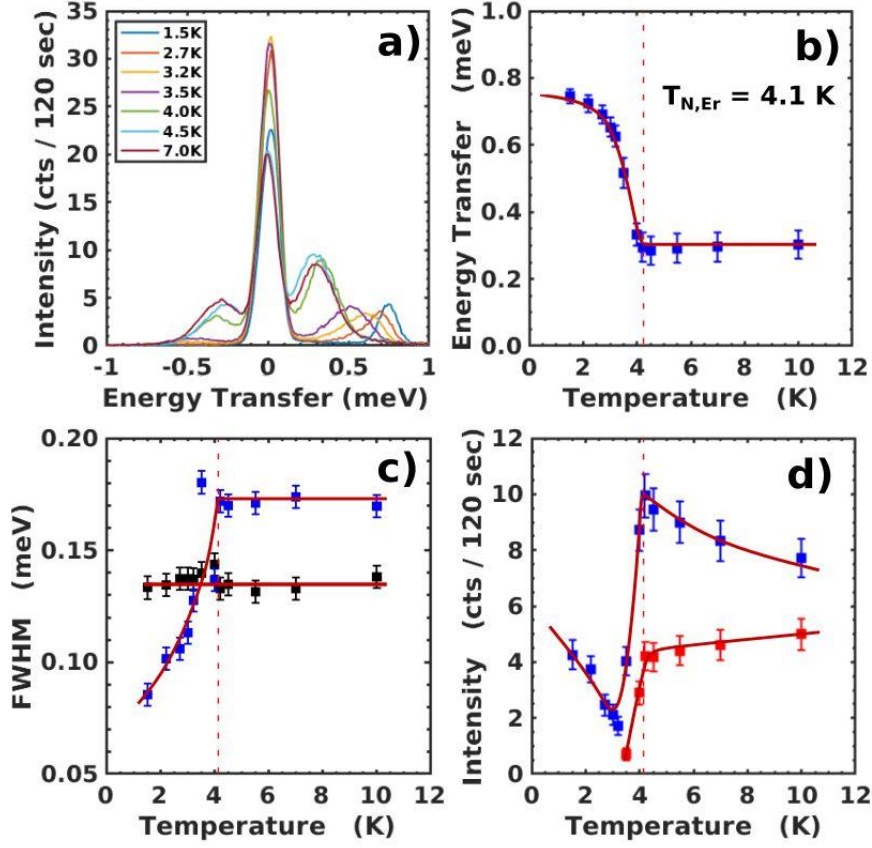 a)
35
30
25
20
15
10
5
0
Intensity (cts / 120 sec)
1.5K
2.7K
3.2K
3.5K
4.0K
4.5K
7.0K
-1
-0.5
0
0.5
1
Energy Transfer (meV)
b)
1.0
0.8
0.6
0.4
0.2
0.0
Energy Transfer (meV)
T_N,Er = 4.1 K
0 2 4 6 8 10 12
Temperature (K)
c)
0.20
0.15
0.10
0.05
FWHM (meV)
0 2 4 6 8 10 12
Temperature (K)
d)
12
10
8
6
4
2
0
Intensity (cts / 120 sec)
0 2 4 6 8 10 12
Temperature (K)